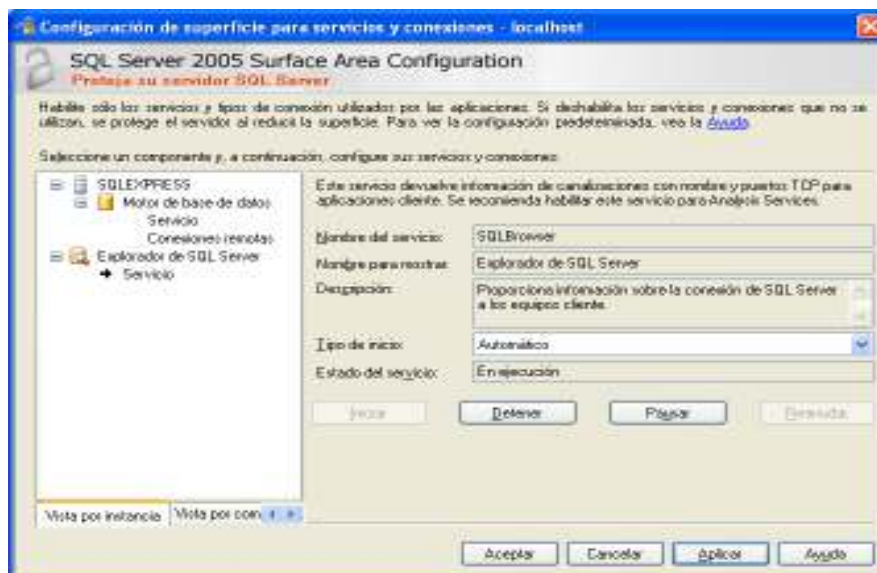 Configuración de superficie para servicios y conexiones - localhost
SQL Server 2005 Surface Area Configuration
Proteja su servidor SQL Server
Habilite sólo los servicios y tipos de conexión utilizados por las aplicaciones. Si deshabilita los servicios y conexiones que no se
utilizan, se protege el servidor al reducir la superficie. Para ver la configuración predeterminada, vea la Ayuda.
Seleccione un componente y, a continuación, configure sus servicios y conexiones:
SQLEXPRESS
Motor de base de datos
Servicio
Conexiones remotas
Explorador de SQL Server
Servicio
Vista por instancia
Vista por com
Este servicio devuelve información de canalizaciones con nombre y puertos TCP para
aplicaciones cliente. Se recomienda habilitar este servicio para Analysis Services.
Nombre del servicio: SQLBrowser
Nombre para mostrar: Explorador de SQL Server
Descripción: Proporciona información sobre la conexión de SQL Server
a los equipos cliente.
Tipo de inicio: Automático
Estado del servicio: En ejecución
Iniciar Detener Pausar Reanudar
Aceptar Cancelar Aplicar Ayuda